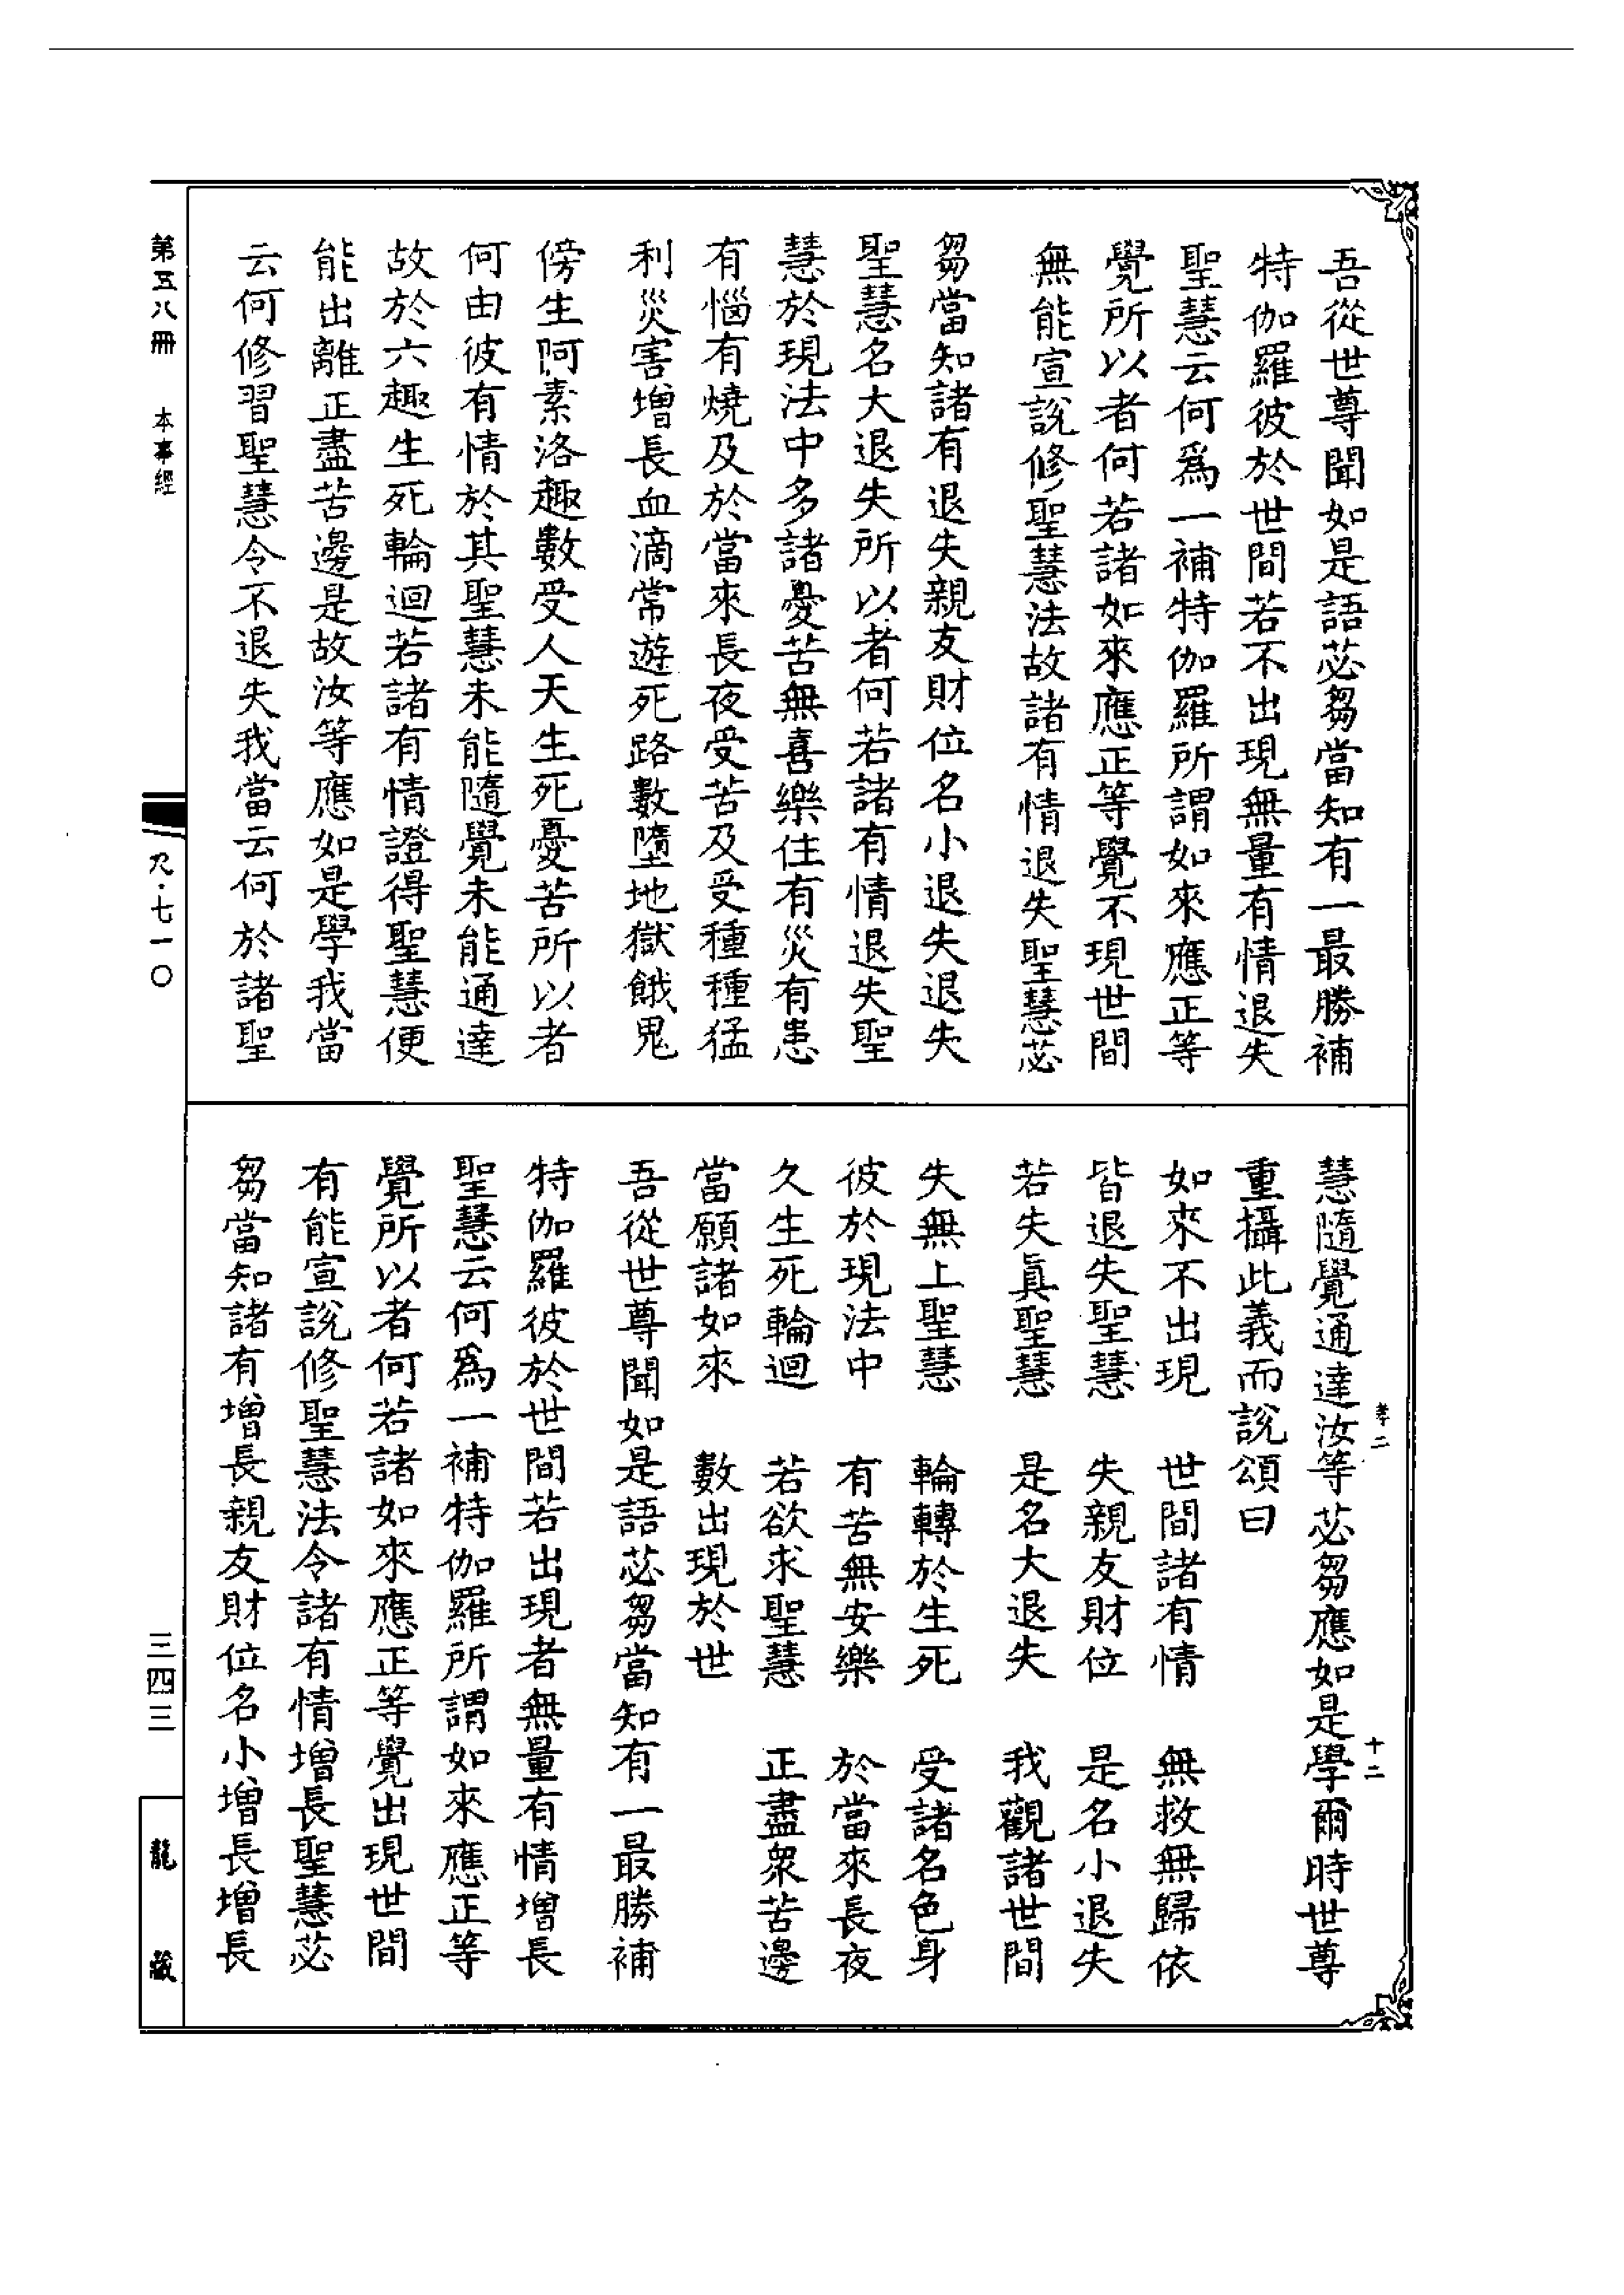 吾從世尊聞如是語苾芻當知有一最勝補
特伽羅彼於世間若不出現無量有情退失
聖慧云何爲一補特伽羅所謂如來應正等
覺所以者何若諸如來應正等覺不現世間
無能宣說修聖慧法故諸有情退失聖慧苾
芻當知諸有退失親友財位名小退失退失
聖慧名大退失所以者何若諸有情退失聖
慧於現法中多諸憂苦無喜樂住有災有患
有惱有燒及於當來長夜受苦及受種種猛
利災害增長血滴常遊死路數墮地獄餓鬼
傍生阿素洛趣數受人天生死憂苦所以者
何由彼有情於其聖慧未能隨覺未能通達
故於六趣生死輪迴若諸有情證得聖慧便
能出離正盡苦邊是故汝等應如是學我當
云何修習聖慧令不退失我當云何於諸聖
慧隨覺通達汝等苾芻應如是學爾時世尊
重攝此義而說頌曰
如來不出現 世間諸有情 無救無歸依
皆退失聖慧 失親友財位 是名小退失
若失眞聖慧 是名大退失 我觀諸世間
失無上聖慧 輪轉於生死 受諸名色身
彼於現法中 有苦無安樂 於當來長夜
久生死輪迴 若欲求聖慧 正盡衆苦邊
當願諸如來 數出現於世
吾從世尊聞如是語苾芻當知有一最勝補
特伽羅彼於世間若出現者無量有情增長
聖慧云何爲一補特伽羅所謂如來應正等
覺所以者何若諸如來應正等覺出現世間
有能宣說修聖慧法令諸有情增長聖慧苾
芻當知諸有增長親友財位名小增長增長
孝二
十二
第五八冊 本事經
尺·七一〇
三四三
龍藏